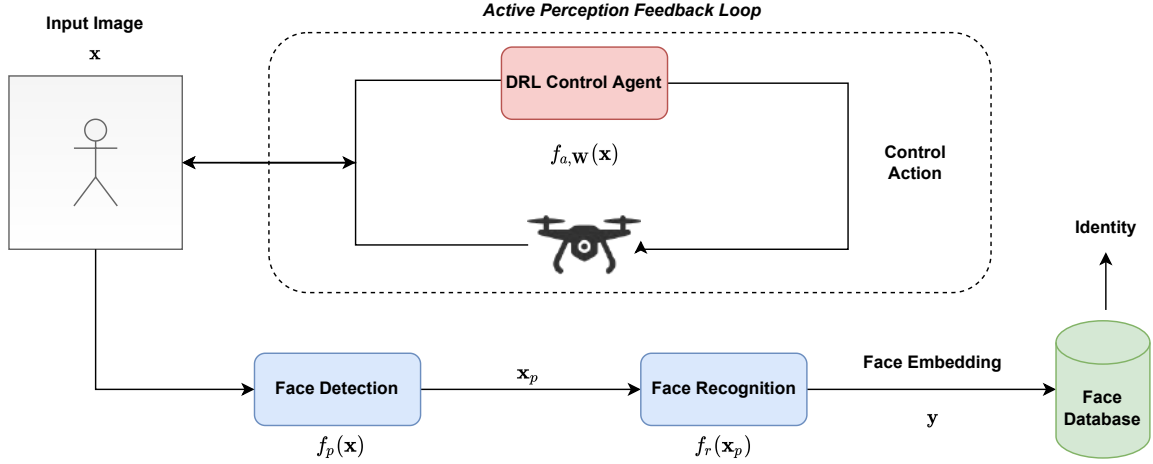 Active Perception Feedback Loop
Input Image
x
DRL Control Agent
f_{a,W}(x)
Control
Action
Identity
Face Detection
f_p(x)
x_p
Face Recognition
f_r(x_p)
Face Embedding
y
Face
Database